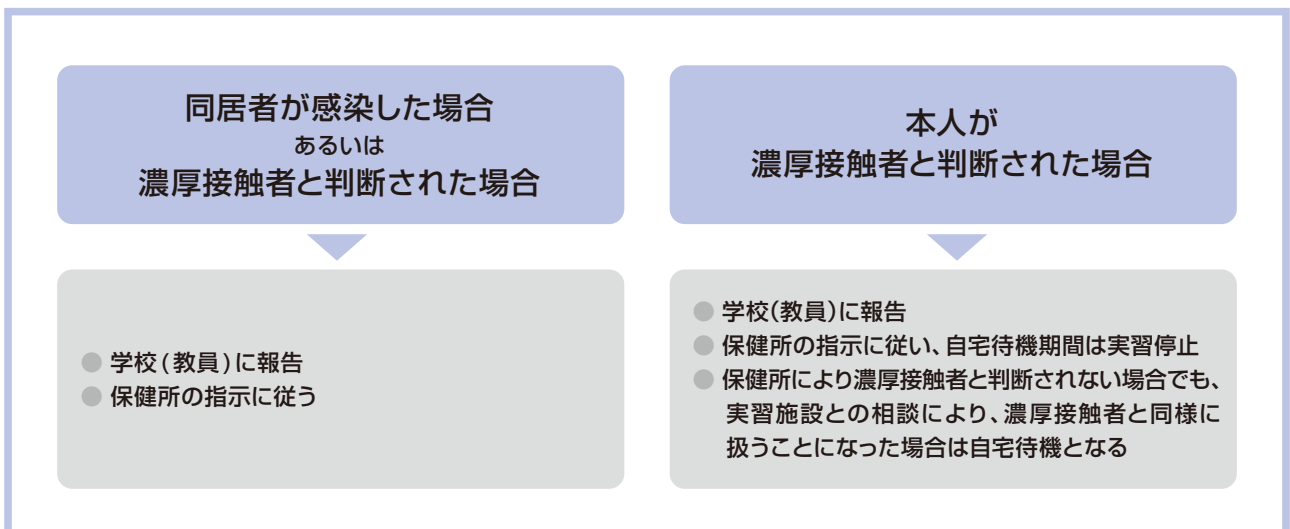 同居者が感染した場合
あるいは
濃厚接触者と判断された場合
● 学校(教員)に報告
● 保健所の指示に従う
本人が
濃厚接触者と判断された場合
● 学校(教員)に報告
● 保健所の指示に従い、自宅待機期間は実習停止
● 保健所により濃厚接触者と判断されない場合でも、
実習施設との相談により、濃厚接触者と同様に
扱うことになった場合は自宅待機となる